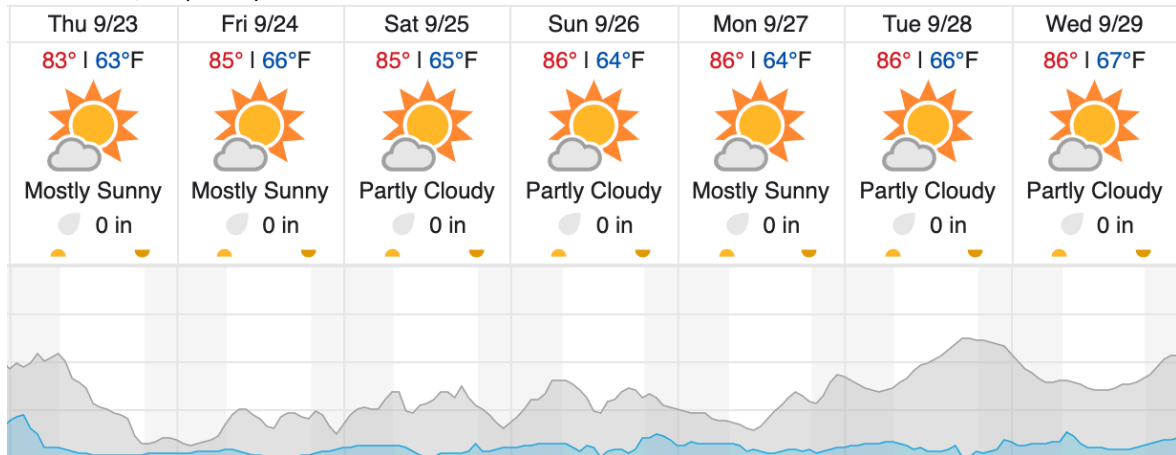 Thu 9/23 Fri 9/24 Sat 9/25 Sun 9/26 Mon 9/27 Tue 9/28 Wed 9/29
83° | 63°F 85° | 66°F 85° | 65°F 86° | 64°F 86° | 64°F 86° | 66°F 86° | 67°F
Mostly Sunny Mostly Sunny Partly Cloudy Partly Cloudy Mostly Sunny Partly Cloudy Partly Cloudy
0 in 0 in 0 in 0 in 0 in 0 in 0 in